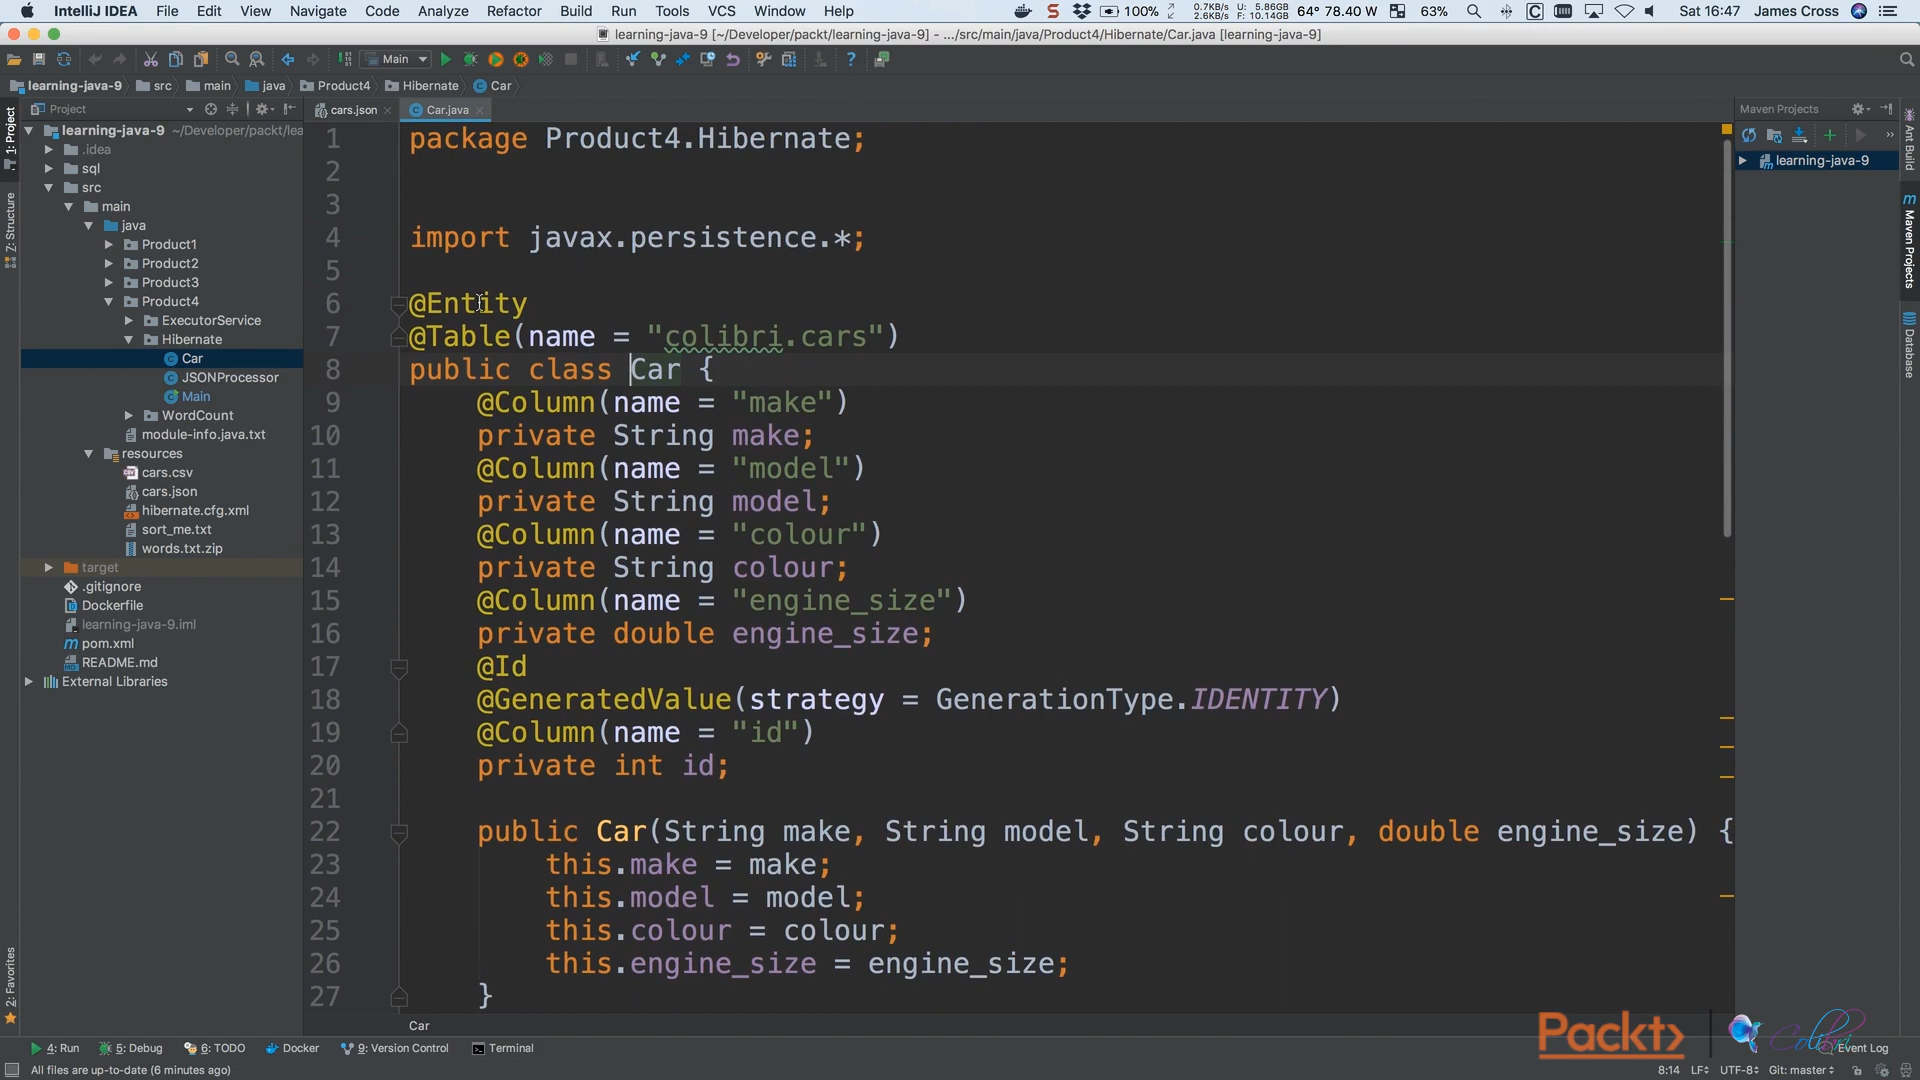 IntelliJ IDEA File Edit View Navigate Code Analyze Refactor Build Run Tools VCS Window Help
100% 0.7KB/s 2.6KB/s U: 5.86GB F: 10.14GB 64° 78.40 W 63% Sat 16:47 James Cross
learning-java-9 [~/Developer/packt/learning-java-9] - .../src/main/java/Product4/Hibernate/Car.java [learning-java-9]
Main
learning-java-9 src main java Product4 Hibernate Car
Project
cars.json Car.java
Maven Projects
learning-java-9
1: Project
Z: Structure
2: Favorites
Ant Build
Maven Projects
Database
learning-java-9 ~/Developer/packt/lea
.idea
sql
src
main
java
Product1
Product2
Product3
Product4
ExecutorService
Hibernate
Car
JSONProcessor
Main
WordCount
module-info.java.txt
resources
cars.csv
cars.json
hibernate.cfg.xml
sort_me.txt
words.txt.zip
target
.gitignore
Dockerfile
learning-java-9.iml
pom.xml
README.md
External Libraries
1 package Product4.Hibernate;
2
3
4 import javax.persistence.*;
5
6 @Entity
7 @Table(name = "colibri.cars")
8 public class Car {
9 @Column(name = "make")
10 private String make;
11 @Column(name = "model")
12 private String model;
13 @Column(name = "colour")
14 private String colour;
15 @Column(name = "engine_size")
16 private double engine_size;
17 @Id
18 @GeneratedValue(strategy = GenerationType.IDENTITY)
19 @Column(name = "id")
20 private int id;
21
22 public Car(String make, String model, String colour, double engine_size) {
23 this.make = make;
24 this.model = model;
25 this.colour = colour;
26 this.engine_size = engine_size;
27 }
Car
Packt Colibri
4: Run 5: Debug 6: TODO Docker 9: Version Control Terminal Event Log
All files are up-to-date (6 minutes ago) 8:14 LF UTF-8 Git: master